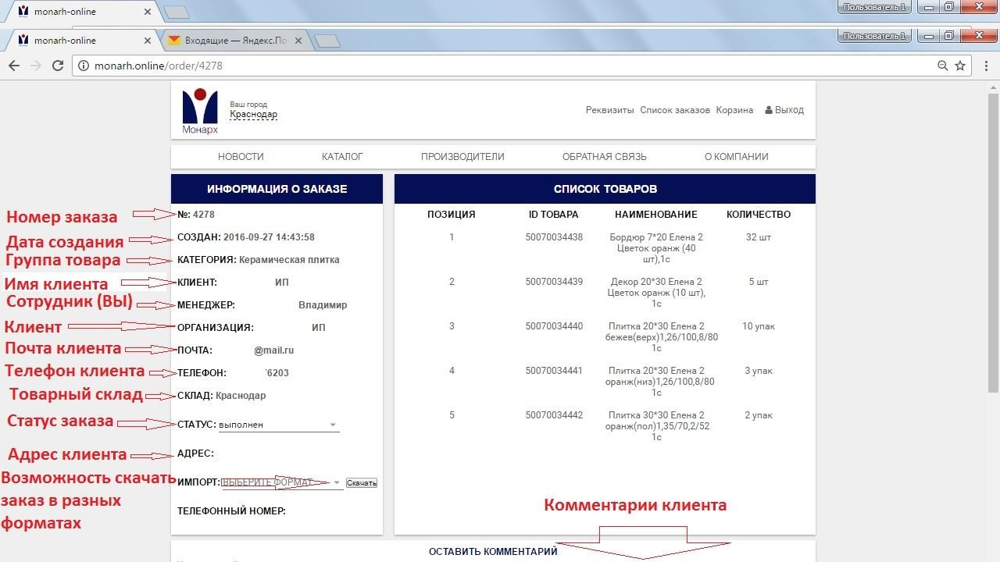 monarh-online
Пользователь 1
monarh-online
Входящие — Яндекс.По
Пользователь 1
monarh.online/order/4278
Монарх
Ваш город
Краснодар
Реквизиты Список заказов Корзина Выход
НОВОСТИ КАТАЛОГ ПРОИЗВОДИТЕЛИ ОБРАТНАЯ СВЯЗЬ О КОМПАНИИ
ИНФОРМАЦИЯ О ЗАКАЗЕ
Номер заказа
№: 4278
Дата создания
СОЗДАН: 2016-09-27 14:43:58
Группа товара
КАТЕГОРИЯ: Керамическая плитка
Имя клиента
КЛИЕНТ: ИП
Сотрудник (ВЫ)
МЕНЕДЖЕР: Владимир
Клиент
ОРГАНИЗАЦИЯ: ИП
Почта клиента
ПОЧТА: @mail.ru
Телефон клиента
ТЕЛЕФОН: 6203
Товарный склад
СКЛАД: Краснодар
Статус заказа
СТАТУС: выполнен
Адрес клиента
АДРЕС:
Возможность скачать
заказ в разных
форматах
ИМПОРТ: ВЫБЕРИТЕ ФОРМАТ Скачать
ТЕЛЕФОННЫЙ НОМЕР:
СПИСОК ТОВАРОВ
ПОЗИЦИЯ ID ТОВАРА НАИМЕНОВАНИЕ КОЛИЧЕСТВО
1 50070034438 Бордюр 7*20 Елена 2 32 шт
Цветок оранж (40
шт),1с
2 50070034439 Декор 20*30 Елена 2 5 шт
Цветок оранж (10 шт),
1с
3 50070034440 Плитка 20*30 Елена 2 10 упак
бежев(верх)1,26/100,8/80
1с
4 50070034441 Плитка 20*30 Елена 2 3 упак
оранж(низ)1,26/100,8/80
1с
5 50070034442 Плитка 30*30 Елена 2 2 упак
оранж(пол)1,35/70,2/52
1с
Комментарии клиента
ОСТАВИТЬ КОММЕНТАРИЙ